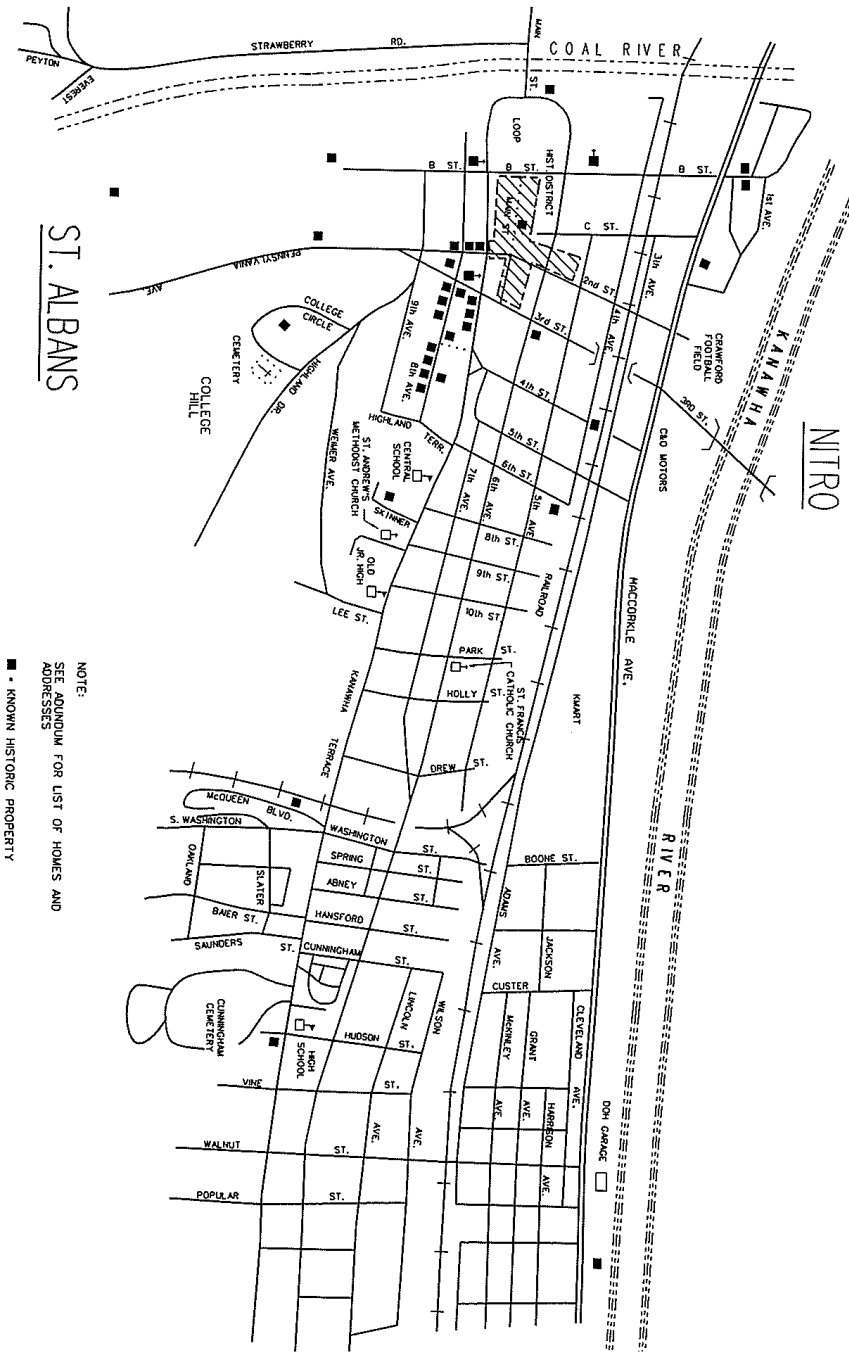 COAL RIVER
MAIN
ST.
STRAWBERRY RD.
PEYTON
EVEREST
LOOP
HIST. DISTRICT
B ST.
B ST.
B ST.
1st AVE.
MAIN ST.
C ST.
3th AVE.
2nd ST.
4th AVE.
CRAWFORD
FOOTBALL
FIELD
KANAWHA
NITRO
3RD ST.
C&O MOTORS
3rd ST.
4th ST.
5th ST.
6th ST.
5th AVE.
6th AVE.
7th AVE.
8th AVE.
9th AVE.
PENNSYLVANIA
AVE.
ST. ALBANS
COLLEGE
CIRCLE
CEMETERY
HIGHLAND
DR.
COLLEGE
HILL
HIGHLAND
TERR.
WEIMER AVE.
CENTRAL
SCHOOL
ST. ANDREW'S
METHODIST CHURCH
SKINNER
OLD
JR. HIGH
LEE ST.
8th ST.
9th ST.
10th ST.
RAILROAD
MACCORKLE AVE.
PARK ST.
HOLLY ST.
ST. FRANCIS
CATHOLIC CHURCH
KMART
DREW ST.
KANAWHA
TERRACE
RIVER
McQUEEN
BLVD.
S. WASHINGTON
WASHINGTON ST.
OAKLAND
SLATER
SPRING ST.
ABNEY ST.
BAIER ST.
HANSFORD ST.
SAUNDERS ST.
CUNNINGHAM ST.
BOONE ST.
ADAMS
AVE.
JACKSON
CUSTER
CLEVELAND
AVE.
GRANT
AVE.
McKINLEY
AVE.
HARRISON
AVE.
WILSON
AVE.
LINCOLN
AVE.
CUNNINGHAM
CEMETERY
HIGH
SCHOOL
HUDSON ST.
VINE ST.
WALNUT ST.
POPULAR ST.
DOH GARAGE
NOTE:
SEE ADUNDUM FOR LIST OF HOMES AND
ADDRESSES
■ • KNOWN HISTORIC PROPERTY